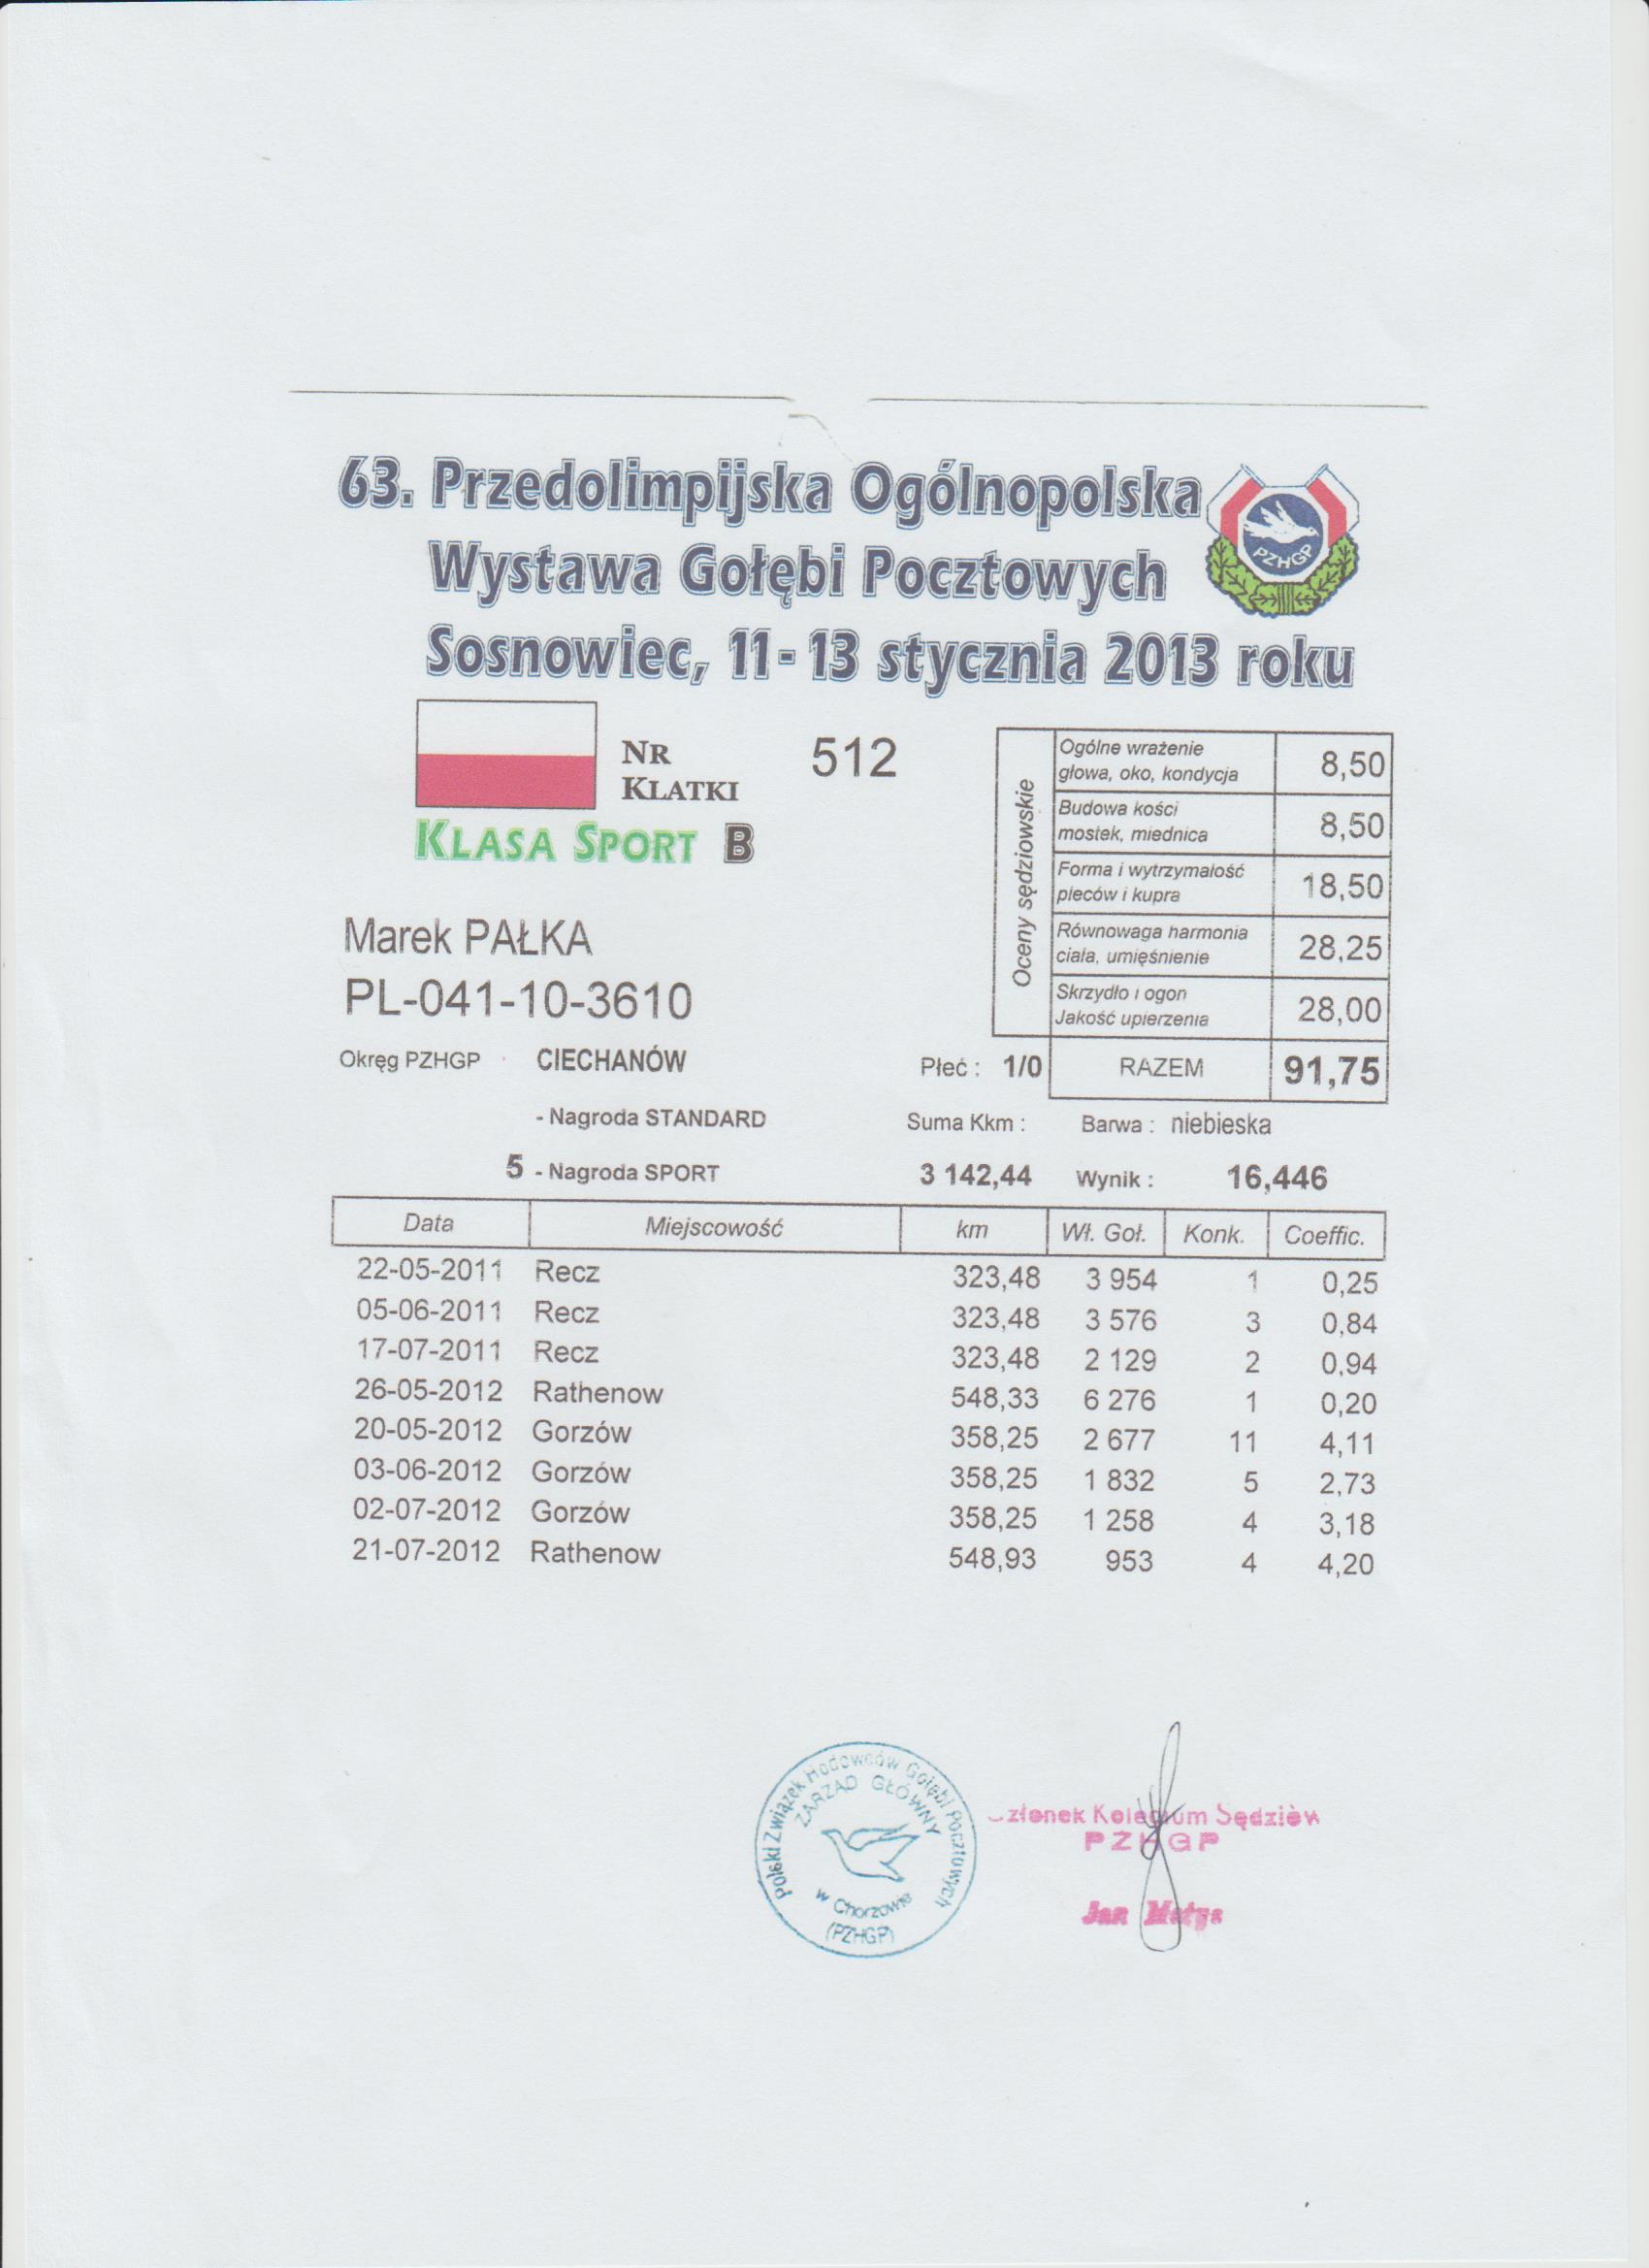 63. Przedolimpijska Ogólnopolska
Wystawa Gołębi Pocztowych
Sosnowiec, 11-13 stycznia 2013 roku
PZHGP
NR
KLATKI
512
KLASA SPORT B
Oceny sędziowskie
Ogólne wrażenie
głowa, oko, kondycja
8,50
Budowa kości
mostek, miednica
8,50
Forma i wytrzymałość
pleców i kupra
18,50
Równowaga harmonia
ciała, umięśnienie
28,25
Skrzydło i ogon
Jakość upierzenia
28,00
Marek PAŁKA
PL-041-10-3610
Okręg PZHGP CIECHANÓW Płeć : 1/0 RAZEM 91,75
- Nagroda STANDARD Suma Kkm : Barwa : niebieska
5 - Nagroda SPORT 3 142,44 Wynik : 16,446
Data Miejscowość km Wł. Goł. Konk. Coeffic.
22-05-2011 Recz 323,48 3 954 1 0,25
05-06-2011 Recz 323,48 3 576 3 0,84
17-07-2011 Recz 323,48 2 129 2 0,94
26-05-2012 Rathenow 548,33 6 276 1 0,20
20-05-2012 Gorzów 358,25 2 677 11 4,11
03-06-2012 Gorzów 358,25 1 832 5 2,73
02-07-2012 Gorzów 358,25 1 258 4 3,18
21-07-2012 Rathenow 548,93 953 4 4,20
Polski Związek Hodowców Gołębi Pocztowych
ZARZĄD GŁÓWNY
w Chorzowie
(PZHGP)
Członek Kolegium Sędziów
PZHGP
Jan